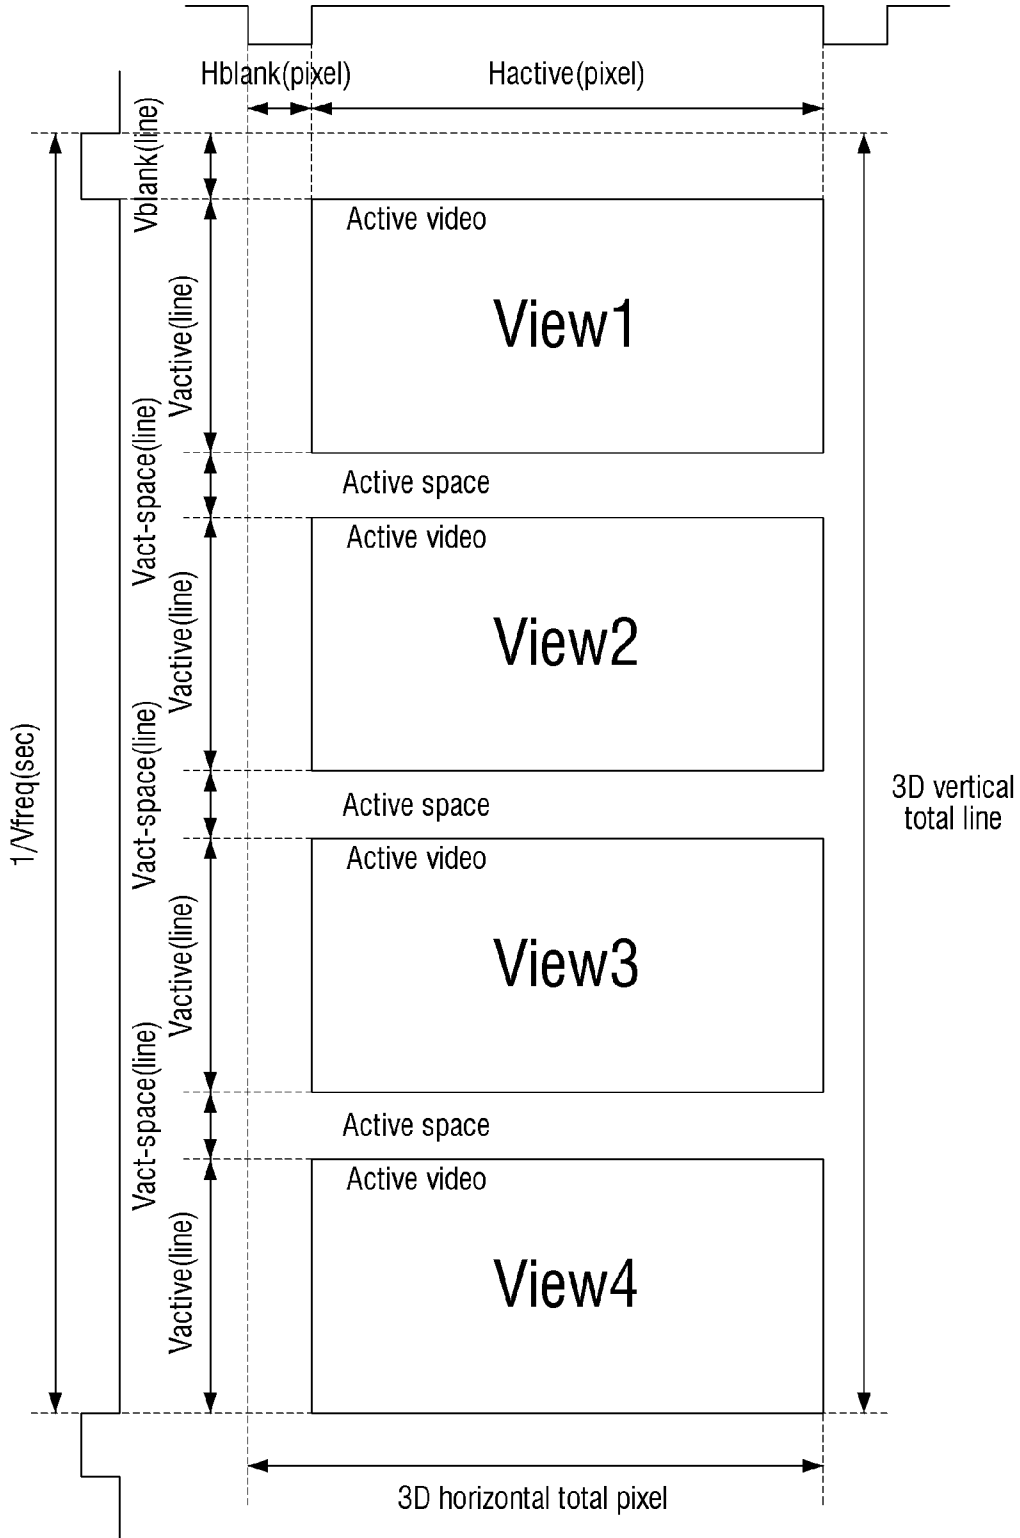 Hblank(pixel)
Hactive(pixel)
Vblank(line)
Active video
View1
Vactive(line)
Vact-space(line)
Active space
Active video
View2
Vactive(line)
Vact-space(line)
Active space
1/Vfreq(sec)
3D vertical
total line
Active video
View3
Vactive(line)
Vact-space(line)
Active space
Active video
View4
Vactive(line)
3D horizontal total pixel